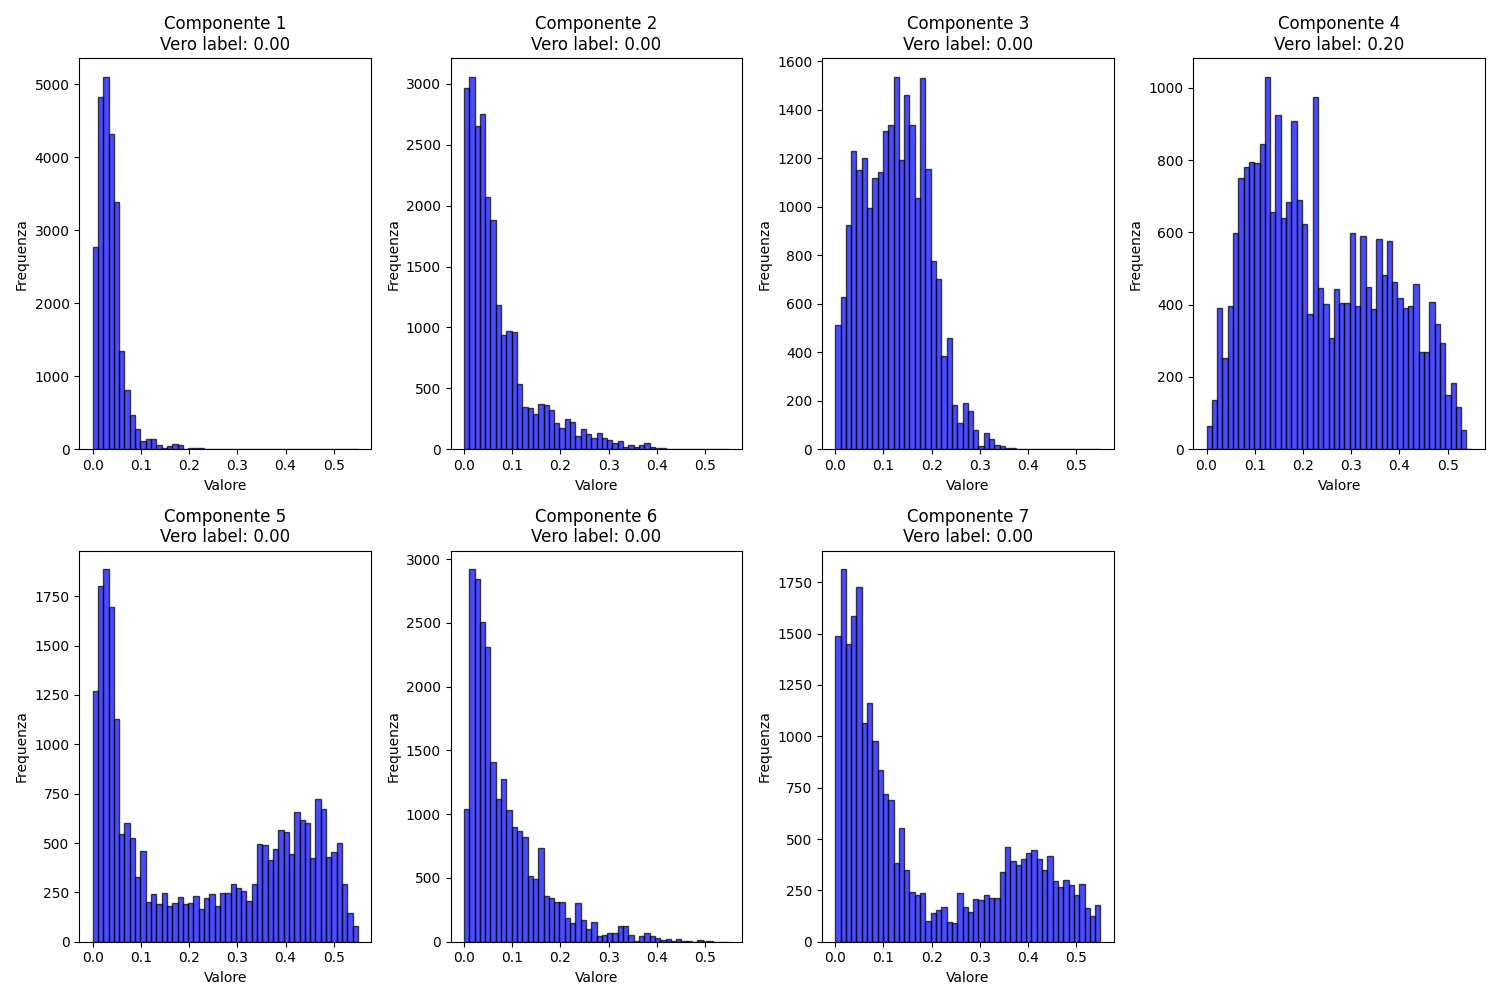 Componente 1
Vero label: 0.00
Frequenza
5000
4000
3000
2000
1000
0
0.0 0.1 0.2 0.3 0.4 0.5
Valore
Componente 2
Vero label: 0.00
Frequenza
3000
2500
2000
1500
1000
500
0
0.0 0.1 0.2 0.3 0.4 0.5
Valore
Componente 3
Vero label: 0.00
Frequenza
1600
1400
1200
1000
800
600
400
200
0
0.0 0.1 0.2 0.3 0.4 0.5
Valore
Componente 4
Vero label: 0.20
Frequenza
1000
800
600
400
200
0
0.0 0.1 0.2 0.3 0.4 0.5
Valore
Componente 5
Vero label: 0.00
Frequenza
1750
1500
1250
1000
750
500
250
0
0.0 0.1 0.2 0.3 0.4 0.5
Valore
Componente 6
Vero label: 0.00
Frequenza
3000
2500
2000
1500
1000
500
0
0.0 0.1 0.2 0.3 0.4 0.5
Valore
Componente 7
Vero label: 0.00
Frequenza
1750
1500
1250
1000
750
500
250
0
0.0 0.1 0.2 0.3 0.4 0.5
Valore